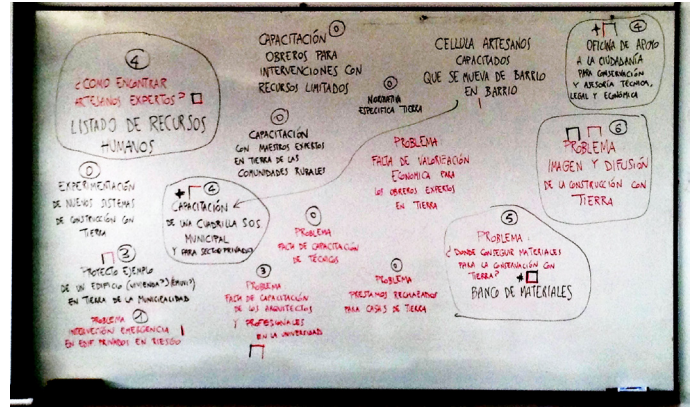 4
¿COMO ENCONTRAR
ARTESANOS EXPERTOS?
LISTADO DE RECURSOS
HUMANOS
0
CAPACITACIÓN
OBREROS PARA
INTERVENCIONES CON
RECURSOS LIMITADOS
CELLULA ARTESANOS
CAPACITADOS
QUE SE MUEVA DE BARRIO
EN BARRIO
4
OFICINA DE APOYO
A LA CIUDADANÍA
PARA CONSERVACIÓN
Y ASESORÍA TÉCNICA,
LEGAL Y ECONÓMICA
0
NORMATIVA
ESPECIFICA TIERRA
0
CAPACITACIÓN
CON MAESTROS EXPERTOS
EN TIERRA DE LAS
COMUNIDADES RURALES
PROBLEMA
FALTA DE VALORIZACIÓN
ECONOMICA PARA
LOS OBREROS EXPERTOS
EN TIERRA
6
PROBLEMA
IMAGEN Y DIFUSIÓN
DE LA CONSTRUCCIÓN CON
TIERRA
0
EXPERIMENTACIÓN
DE NUEVOS SISTEMAS
DE CONSTRUCCIÓN CON
TIERRA
CAPACITACIÓN
DE UNA CUADRILLA S.O.S
MUNICIPAL
Y PARA SECTOR PRIVADO
0
PROBLEMA
FALTA DE CAPACITACIÓN
DE TÉCNICOS
5
PROBLEMA:
¿DONDE CONSEGUIR MATERIALES
PARA LA CONSERVACIÓN CON
TIERRA?
BANCO DE MATERIALES
2
PROYECTO EJEMPLO
DE UN EDIFICIO (VIVIENDA?)
EN TIERRA DE LA MUNICIPALIDAD
3
PROBLEMA
FALTA DE CAPACITACIÓN
DE LOS ARQUITECTOS
Y PROFESIONALES
EN LA UNIVERSIDAD
PROBLEMA
PRESTAMOS RECHAZADOS
PARA CASAS DE TIERRA
PROBLEMA
INTERVENCIÓN EMERGENCIA
EN EDIF. PRIVADOS EN RIESGO